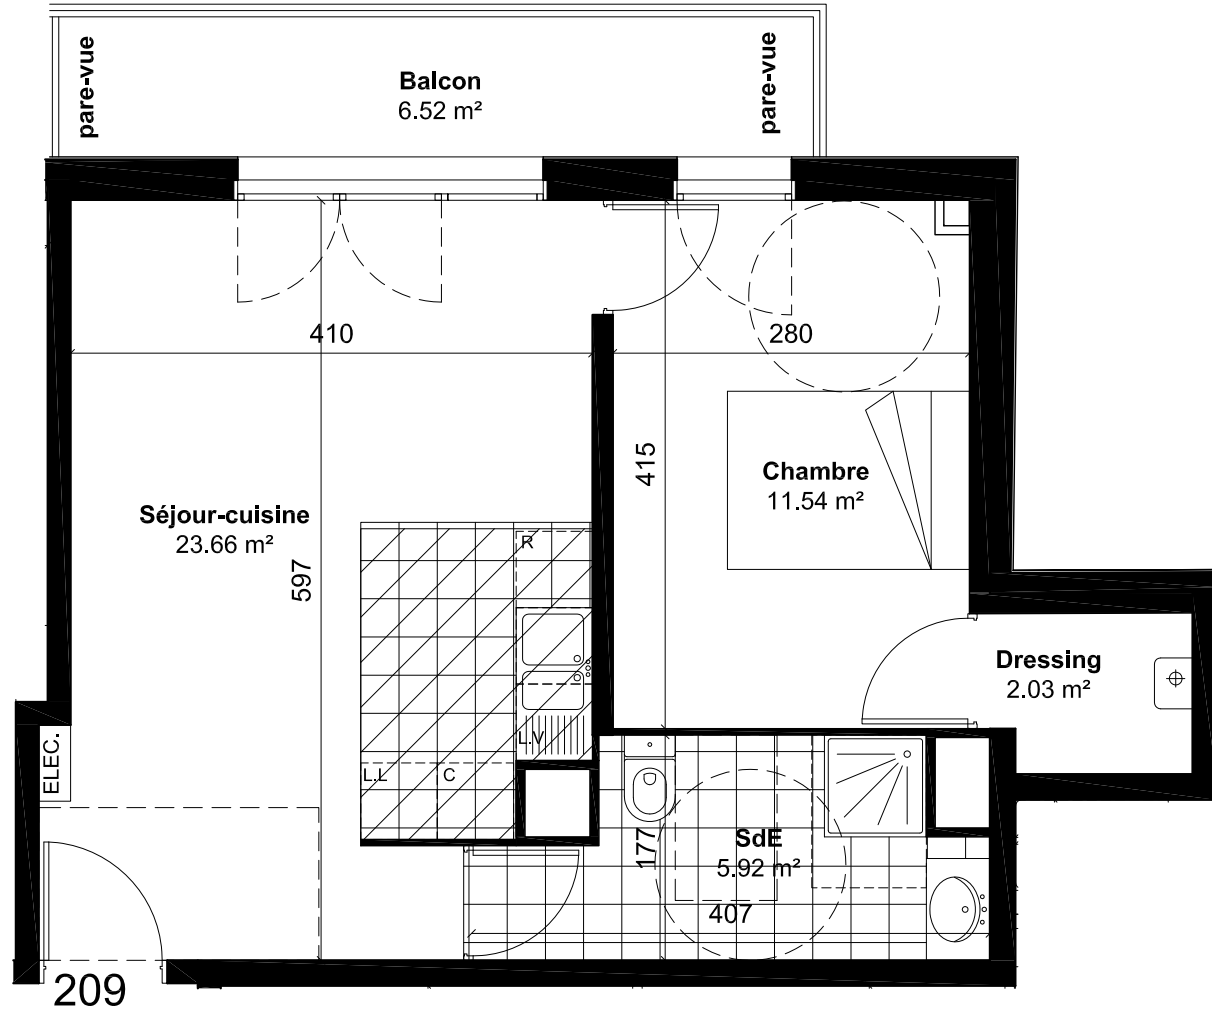 pare-vue
Balcon
6.52 m²
pare-vue
410
280
Chambre
11.54 m²
415
Séjour-cuisine
23.66 m²
597
R
Dressing
2.03 m²
ELEC.
L.V
L.L
C
SdE
5.92 m²
177
407
209